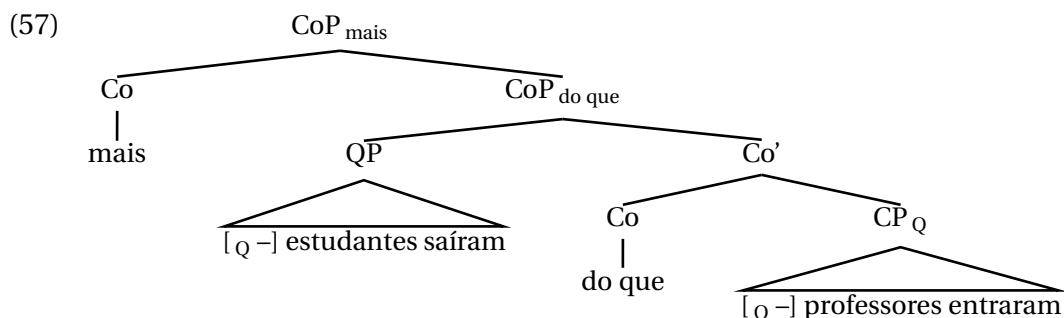 (57) CoP mais
Co CoP do que
mais QP Co’
[ Q –] estudantes saíram Co CP Q
do que
[ Q –] professores entraram